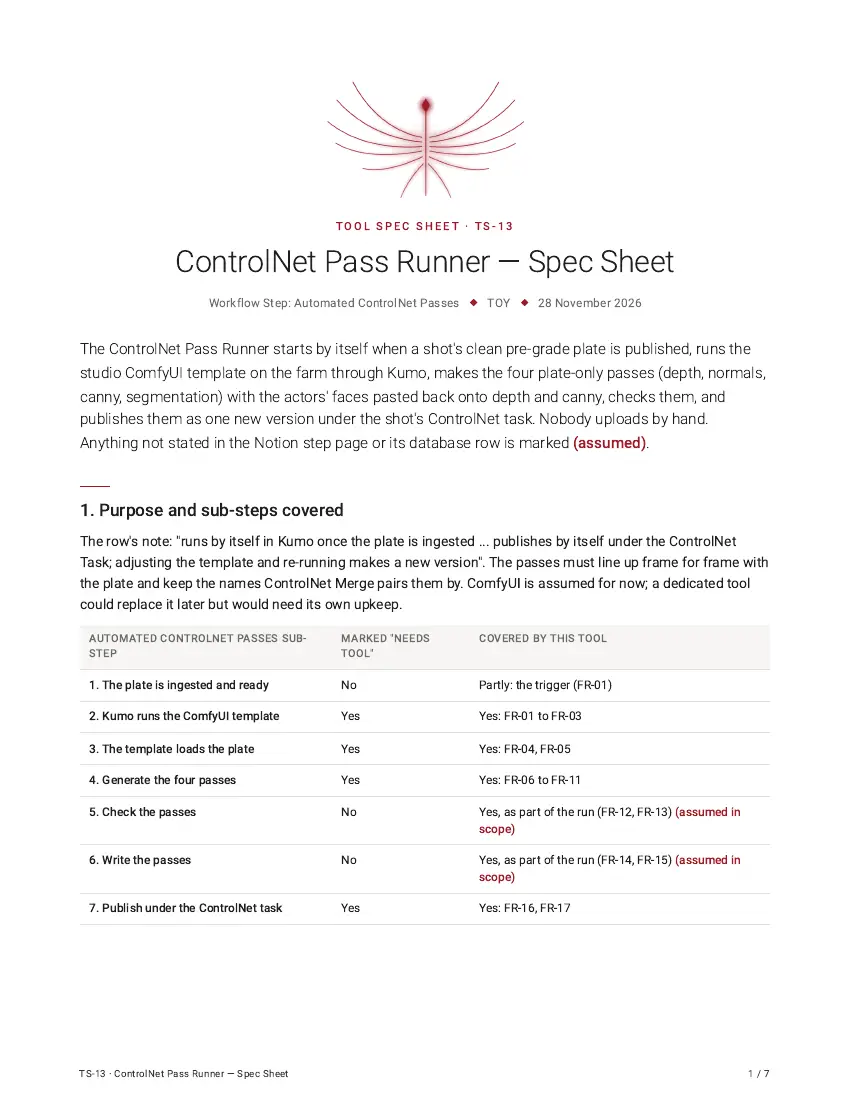 TOOL SPEC SHEET · TS-13
ControlNet Pass Runner — Spec Sheet
Workflow Step: Automated ControlNet Passes ◆ TOY ◆ 28 November 2026
The ControlNet Pass Runner starts by itself when a shot's clean pre-grade plate is published, runs the
studio ComfyUI template on the farm through Kumo, makes the four plate-only passes (depth, normals,
canny, segmentation) with the actors' faces pasted back onto depth and canny, checks them, and
publishes them as one new version under the shot's ControlNet task. Nobody uploads by hand.
Anything not stated in the Notion step page or its database row is marked (assumed).
1. Purpose and sub-steps covered
The row's note: "runs by itself in Kumo once the plate is ingested ... publishes by itself under the ControlNet
Task; adjusting the template and re-running makes a new version". The passes must line up frame for frame with
the plate and keep the names ControlNet Merge pairs them by. ComfyUI is assumed for now; a dedicated tool
could replace it later but would need its own upkeep.
AUTOMATED CONTROLNET PASSES SUB-STEP MARKED "NEEDS TOOL" COVERED BY THIS TOOL
1. The plate is ingested and ready No Partly: the trigger (FR-01)
2. Kumo runs the ComfyUI template Yes Yes: FR-01 to FR-03
3. The template loads the plate Yes Yes: FR-04, FR-05
4. Generate the four passes Yes Yes: FR-06 to FR-11
5. Check the passes No Yes, as part of the run (FR-12, FR-13) (assumed in
scope)
6. Write the passes No Yes, as part of the run (FR-14, FR-15) (assumed in
scope)
7. Publish under the ControlNet task Yes Yes: FR-16, FR-17
TS-13 · ControlNet Pass Runner — Spec Sheet 1 / 7